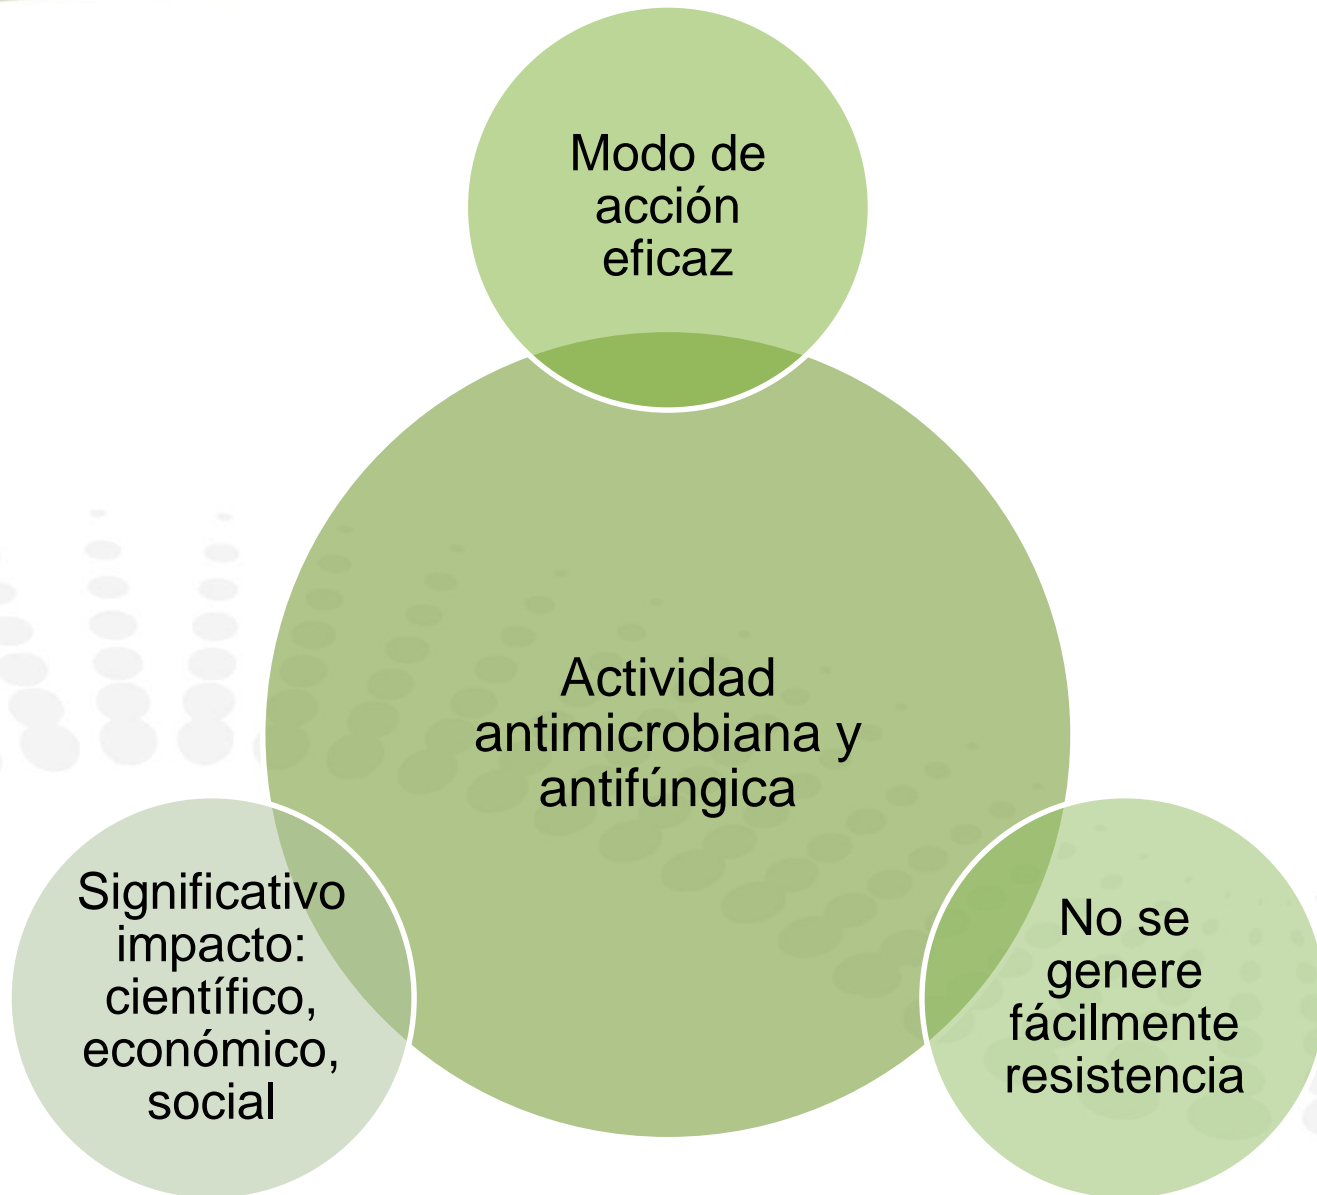 Modo de
acción
eficaz
Actividad
antimicrobiana y
antifúngica
Significativo
impacto:
científico,
económico,
social
No se
genere
fácilmente
resistencia